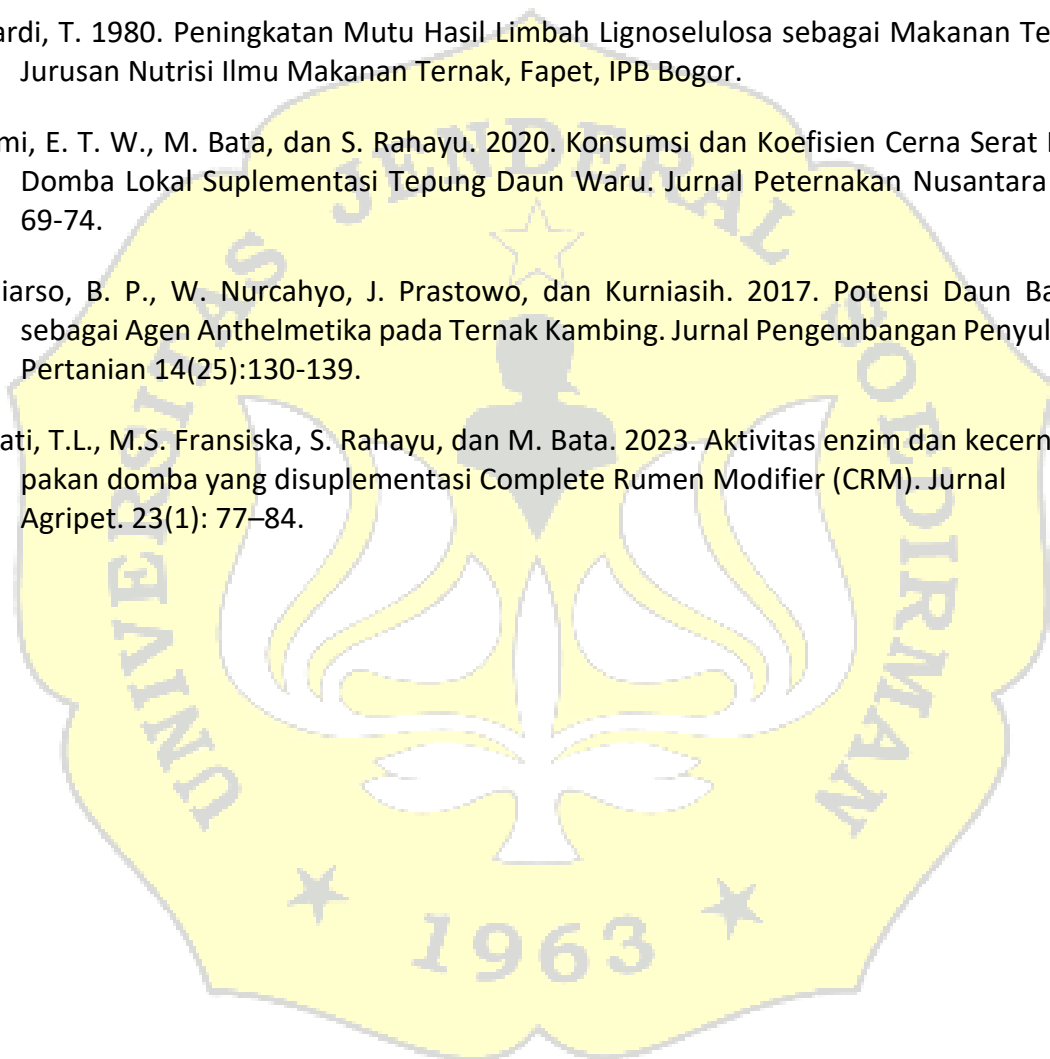 ardi, T. 1980. Peningkatan Mutu Hasil Limbah Lignoselulosa sebagai Makanan Te
Jurusan Nutrisi Ilmu Makanan Ternak, Fapet, IPB Bogor.
mi, E. T. W., M. Bata, dan S. Rahayu. 2020. Konsumsi dan Koefisien Cerna Serat
Domba Lokal Suplementasi Tepung Daun Waru. Jurnal Peternakan Nusantara
69-74.
iarso, B. P., W. Nurcahyo, J. Prastowo, dan Kurniasih. 2017. Potensi Daun Ba
sebagai Agen Anthelmetika pada Ternak Kambing. Jurnal Pengembangan Penyul
Pertanian 14(25):130-139.
ati, T.L., M.S. Fransiska, S. Rahayu, dan M. Bata. 2023. Aktivitas enzim dan kecern
pakan domba yang disuplementasi Complete Rumen Modifier (CRM). Jurnal
Agripet. 23(1): 77–84.
UNIVERSITAS JENDERAL SOEDIRMAN
1963